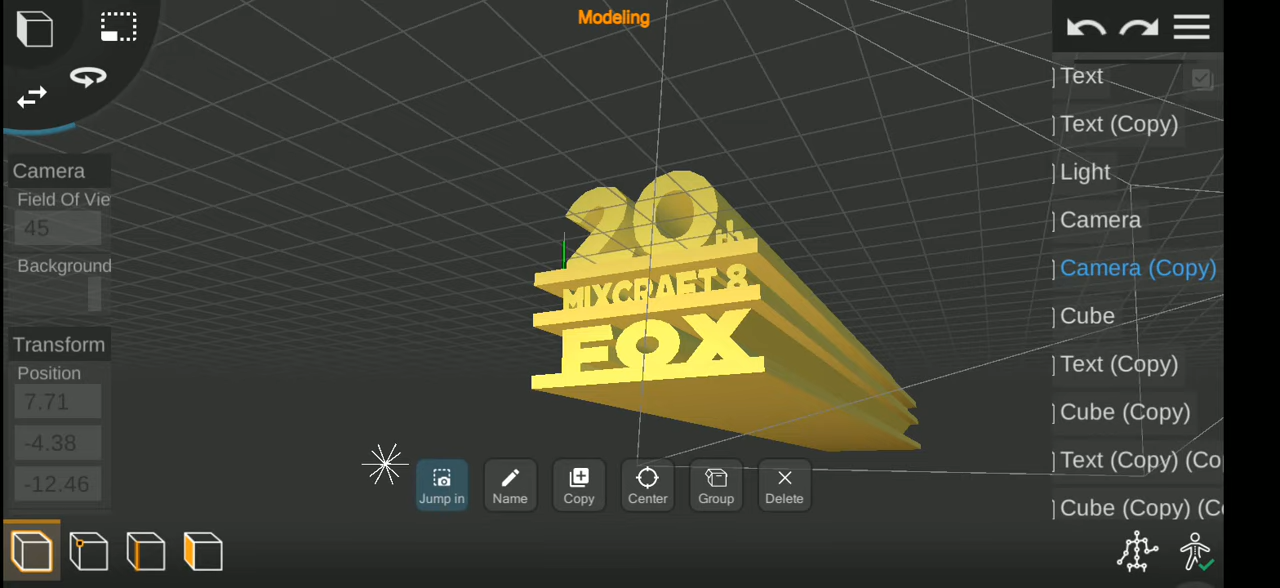 Modeling
Camera
Field Of Vie
45
Background
Transform
Position
7.71
-4.38
-12.46
20th
MIXCRAFT 8
FOX
Jump in
Name
Copy
Center
Group
Delete
Text
Text (Copy)
Light
Camera
Camera (Copy)
Cube
Text (Copy)
Cube (Copy)
Text (Copy) (Co
Cube (Copy) (C